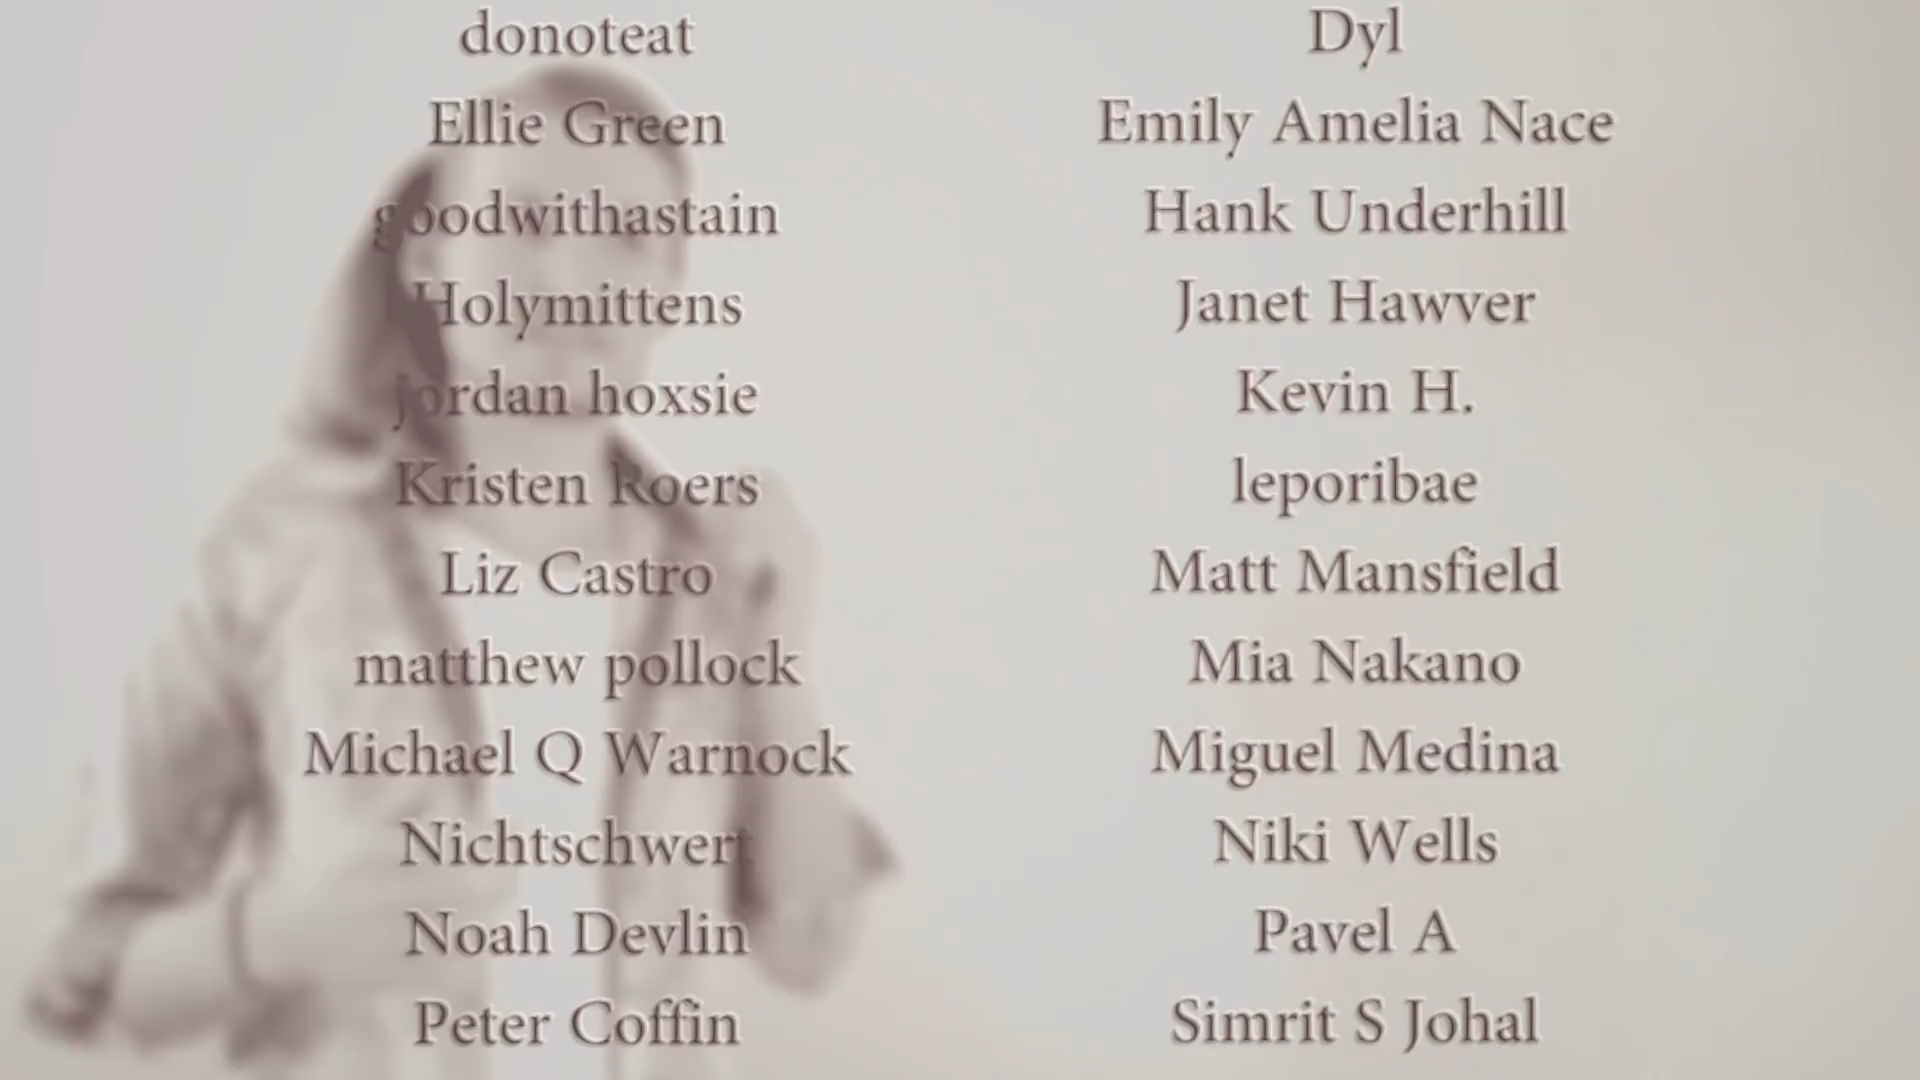 donoteat
Ellie Green
goodwithastain
Holymittens
jordan hoxsie
Kristen Roers
Liz Castro
matthew pollock
Michael Q Warnock
Nichtschwert
Noah Devlin
Peter Coffin
Dyl
Emily Amelia Nace
Hank Underhill
Janet Hawver
Kevin H.
leporibae
Matt Mansfield
Mia Nakano
Miguel Medina
Niki Wells
Pavel A
Simrit S Johal